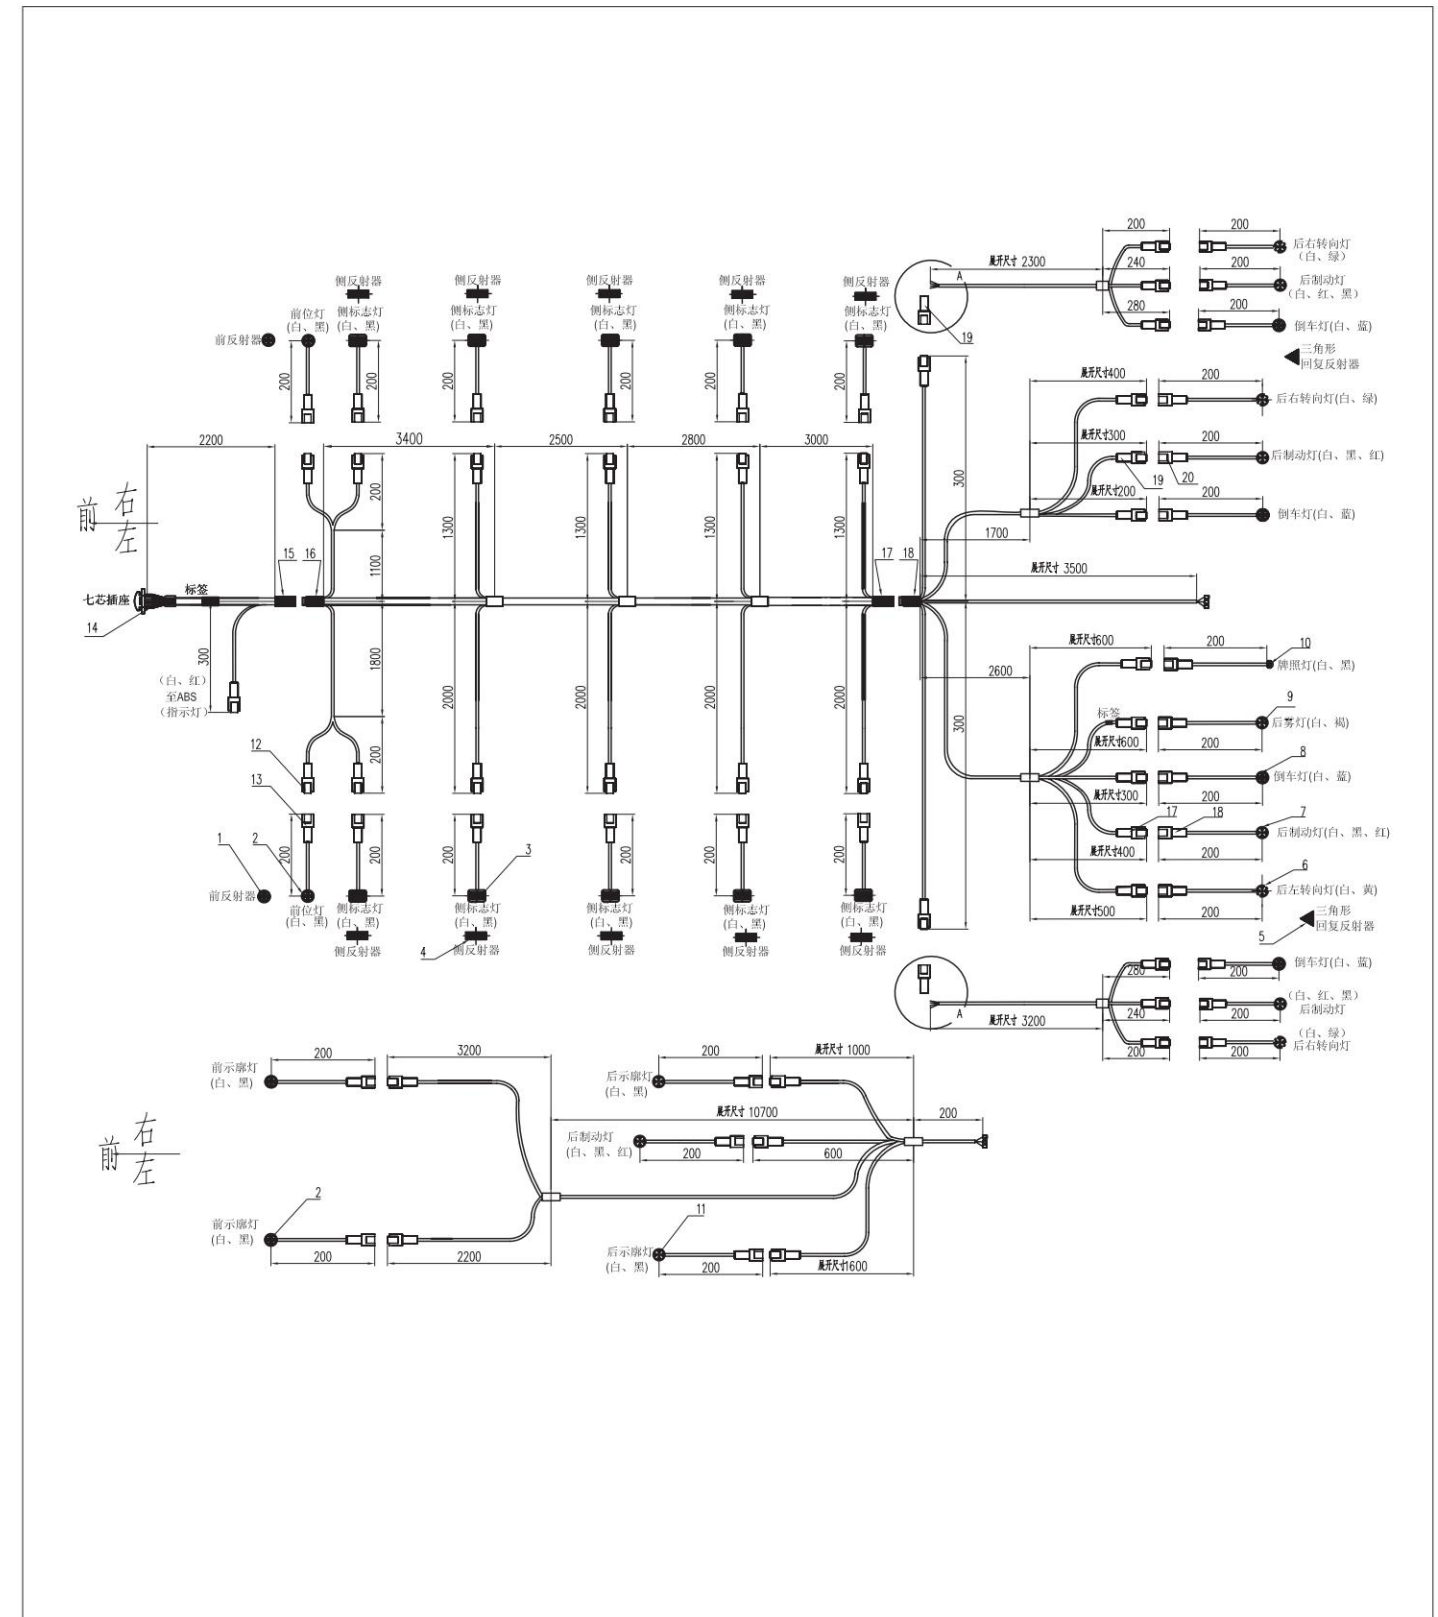 200
200
后右转向灯
(白、绿)
展开尺寸 2300
A
240
200
后制动灯
(白、红、黑)
280
200
倒车灯(白、蓝)
19
三角形
回复反射器
侧反射器
侧反射器
侧反射器
侧反射器
侧反射器
前位灯
(白、黑)
侧标志灯
(白、黑)
侧标志灯
(白、黑)
侧标志灯
(白、黑)
侧标志灯
(白、黑)
侧标志灯
(白、黑)
前反射器
200
200
200
200
200
200
展开尺寸400
200
后右转向灯(白、绿)
2200
3400
2500
2800
3000
展开尺寸300
200
后制动灯(白、黑、红)
19
20
展开尺寸200
200
倒车灯(白、蓝)
300
1700
200
1300
1300
1300
1300
1100
前
右
左
15
16
17
18
展开尺寸 3500
七芯插座
标签
14
300
(白、红)
至ABS
(指示灯)
1800
2000
2000
2000
2000
200
2600
300
展开尺寸600
200
10
牌照灯(白、黑)
标签
9
后雾灯(白、褐)
展开尺寸600
200
8
倒车灯(白、蓝)
展开尺寸300
200
17
18
7
后制动灯(白、黑、红)
展开尺寸400
200
6
后左转向灯(白、黄)
展开尺寸500
200
三角形
回复反射器
5
12
13
1
2
3
200
200
200
200
200
200
前反射器
前位灯
(白、黑)
侧标志灯
(白、黑)
侧标志灯
(白、黑)
侧标志灯
(白、黑)
侧标志灯
(白、黑)
侧标志灯
(白、黑)
侧反射器
4
侧反射器
侧反射器
侧反射器
侧反射器
280
200
倒车灯(白、蓝)
A
展开尺寸 3200
240
200
(白、红、黑)
后制动灯
200
200
(白、绿)
后右转向灯
前示廓灯
(白、黑)
200
3200
后示廓灯
(白、黑)
200
展开尺寸 1000
展开尺寸 10700
200
后制动灯
(白、黑、红)
200
600
前
右
左
2
前示廓灯
(白、黑)
200
2200
11
后示廓灯
(白、黑)
200
展开尺寸1600